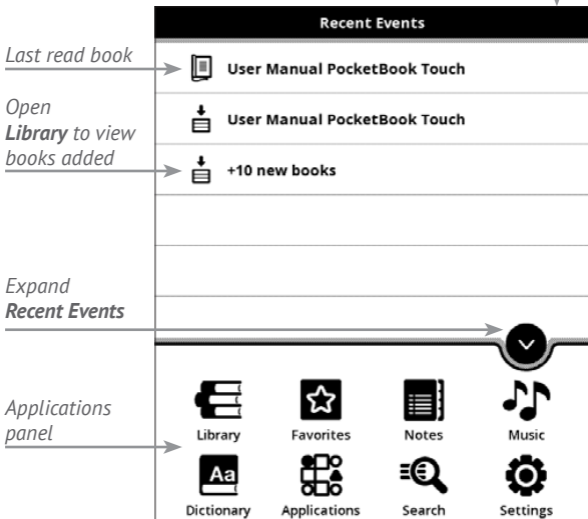 Recent Events
Last read book
User Manual PocketBook Touch
Open
Library to view
books added
User Manual PocketBook Touch
+10 new books
Expand
Recent Events
Applications
panel
Library
Favorites
Notes
Music
Aa
Dictionary
Applications
Search
Settings